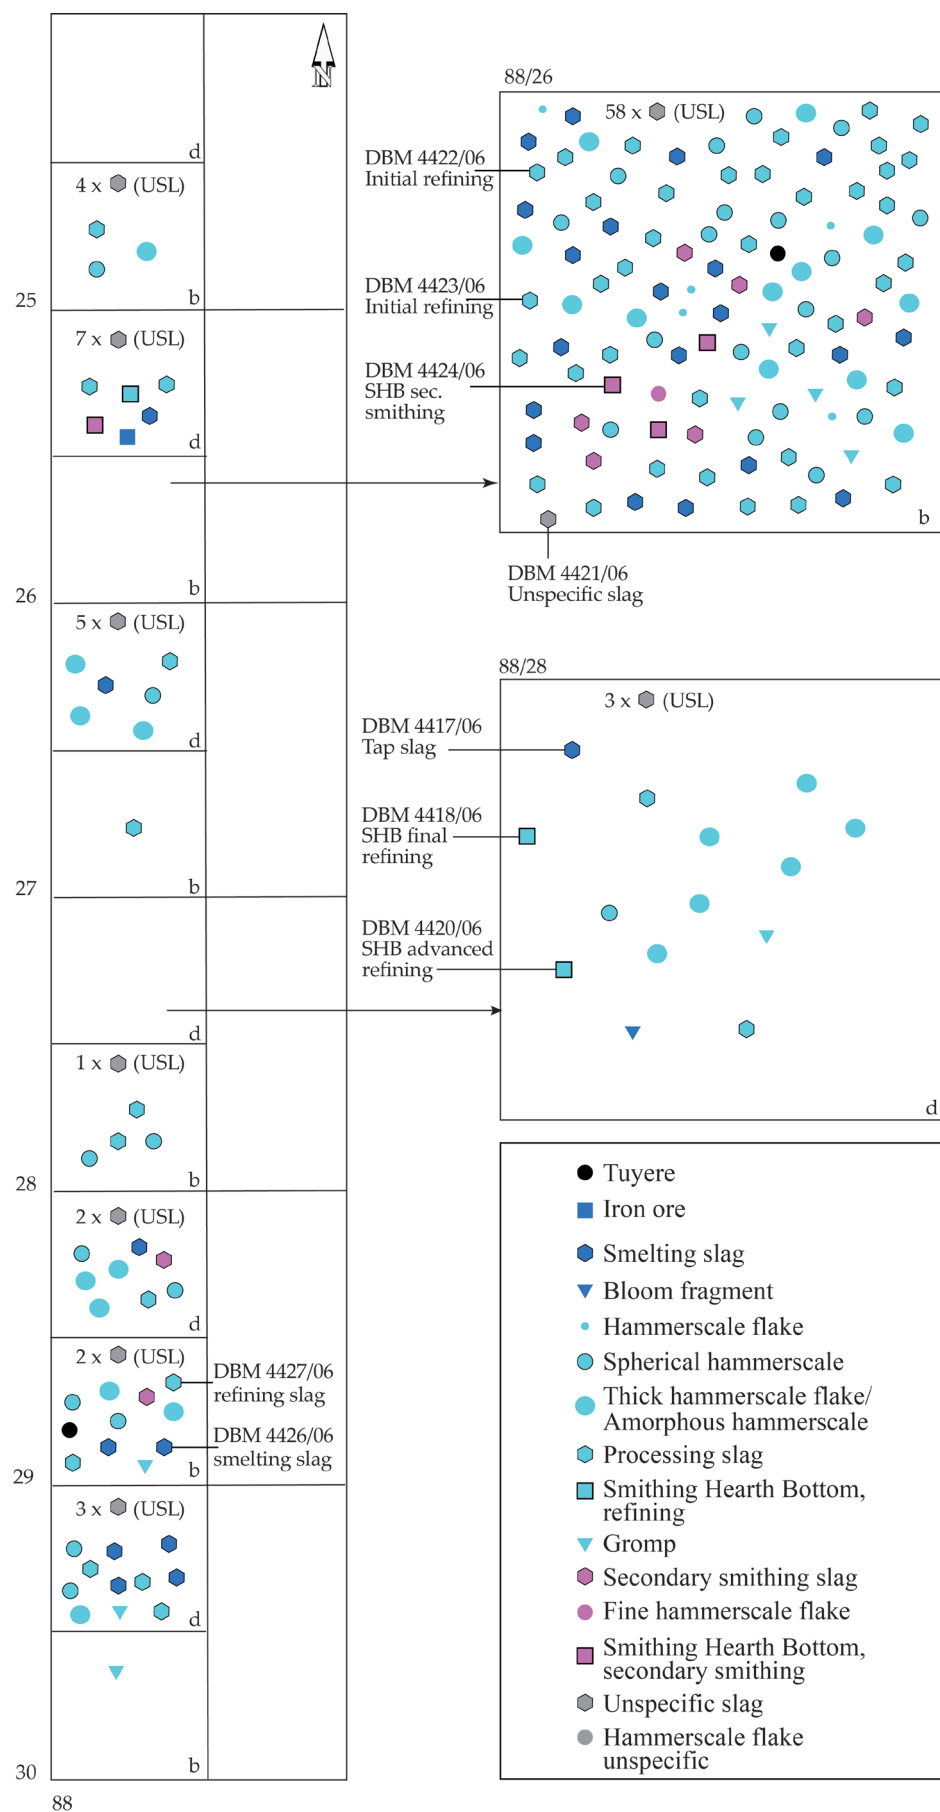 N
d
4 x (USL)
b
25
7 x (USL)
d
b
26
5 x (USL)
d
b
27
d
1 x (USL)
b
28
2 x (USL)
d
2 x (USL)
DBM 4427/06
refining slag
DBM 4426/06
smelting slag
b
29
3 x (USL)
d
b
30
88
88/26
58 x (USL)
DBM 4422/06
Initial refining
DBM 4423/06
Initial refining
DBM 4424/06
SHB sec.
smithing
b
DBM 4421/06
Unspecific slag
88/28
3 x (USL)
DBM 4417/06
Tap slag
DBM 4418/06
SHB final
refining
DBM 4420/06
SHB advanced
refining
d
Tuyere
Iron ore
Smelting slag
Bloom fragment
Hammerscale flake
Spherical hammerscale
Thick hammerscale flake/
Amorphous hammerscale
Processing slag
Smithing Hearth Bottom,
refining
Gromp
Secondary smithing slag
Fine hammerscale flake
Smithing Hearth Bottom,
secondary smithing
Unspecific slag
Hammerscale flake
unspecific